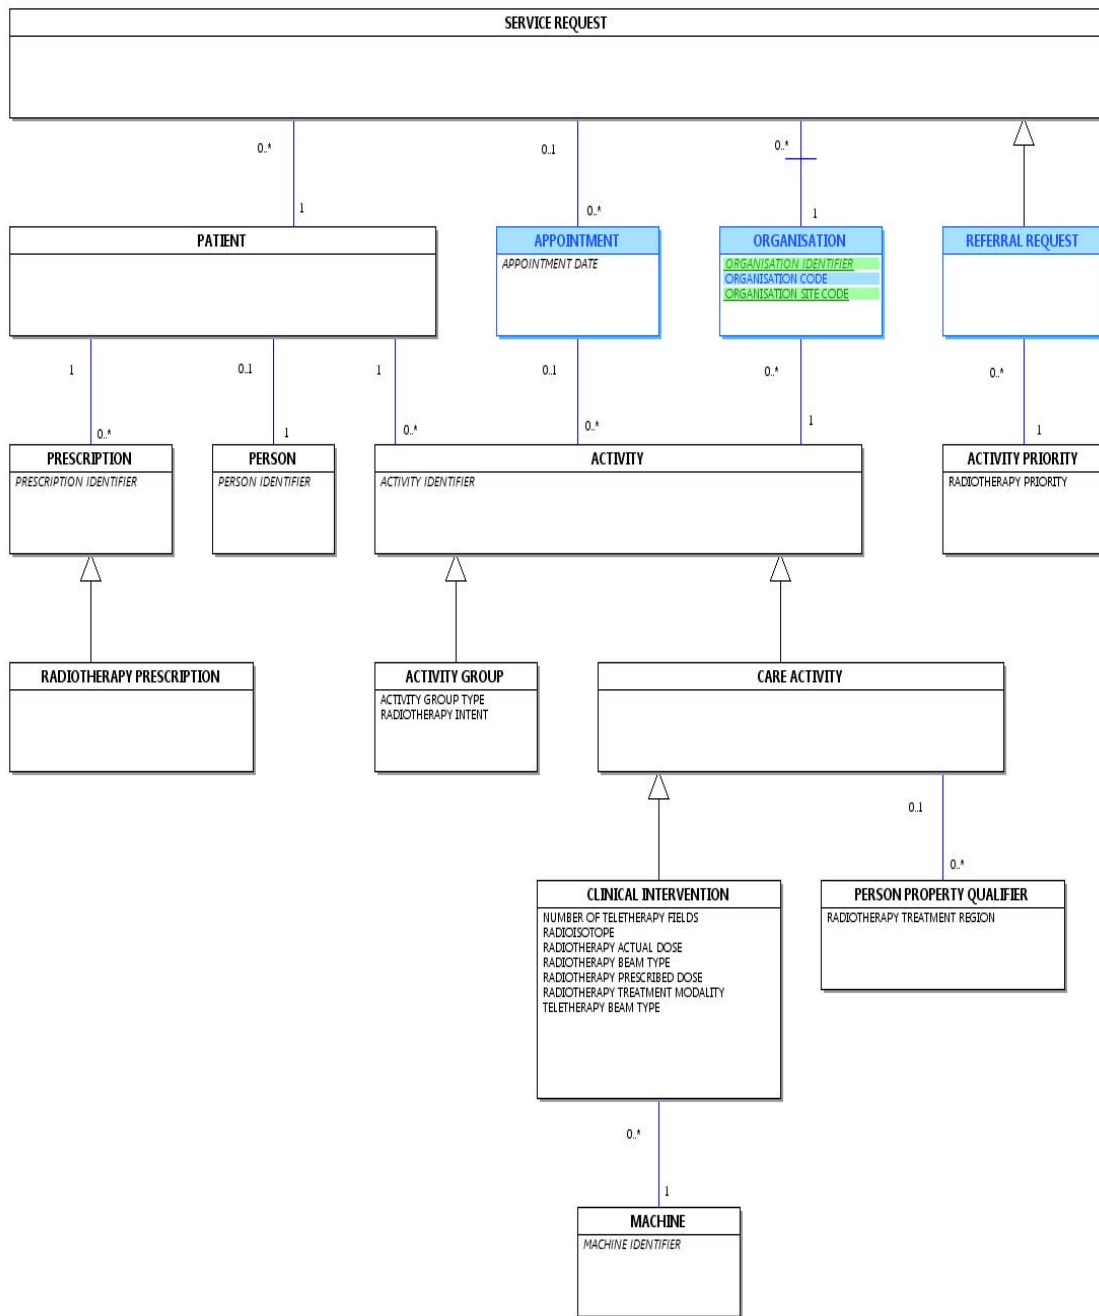 SERVICE REQUEST
0..*
0..1
0..*
1
0..*
1
PATIENT
APPOINTMENT
APPOINTMENT DATE
ORGANISATION
ORGANISATION IDENTIFIER
ORGANISATION CODE
ORGANISATION SITE CODE
REFERRAL REQUEST
1
0..1
1
0..1
0..*
0..*
0..*
1
0..*
0..*
1
1
PRESCRIPTION
PRESCRIPTION IDENTIFIER
PERSON
PERSON IDENTIFIER
ACTIVITY
ACTIVITY IDENTIFIER
ACTIVITY PRIORITY
RADIOTHERAPY PRIORITY
RADIOTHERAPY PRESCRIPTION
ACTIVITY GROUP
ACTIVITY GROUP TYPE
RADIOTHERAPY INTENT
CARE ACTIVITY
0..1
0..*
CLINICAL INTERVENTION
NUMBER OF TELETHERAPY FIELDS
RADIOISOTOPE
RADIOTHERAPY ACTUAL DOSE
RADIOTHERAPY BEAM TYPE
RADIOTHERAPY PRESCRIBED DOSE
RADIOTHERAPY TREATMENT MODALITY
TELETHERAPY BEAM TYPE
PERSON PROPERTY QUALIFIER
RADIOTHERAPY TREATMENT REGION
0..*
1
MACHINE
MACHINE IDENTIFIER